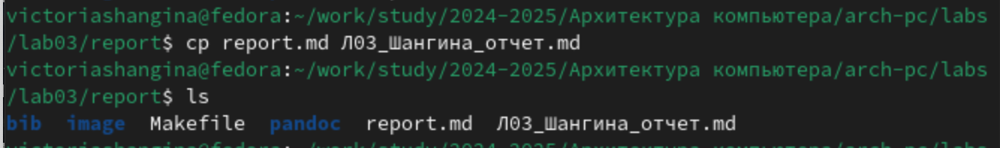 victoriashangina@fedora:~/work/study/2024-2025/Архитектура компьютера/arch-pc/labs
/lab03/report$ cp report.md Л03_Шангина_отчет.md
victoriashangina@fedora:~/work/study/2024-2025/Архитектура компьютера/arch-pc/labs
/lab03/report$ ls
bib image Makefile pandoc report.md Л03_Шангина_отчет.md